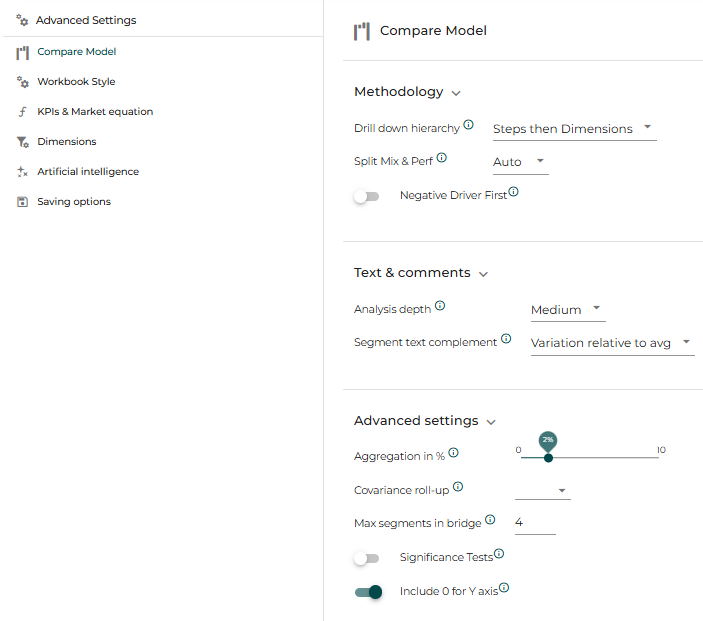 Advanced Settings
Compare Model
Workbook Style
KPIs & Market equation
Dimensions
Artificial intelligence
Saving options
Compare Model
Methodology
Drill down hierarchy Steps then Dimensions
Split Mix & Perf Auto
Negative Driver First
Text & comments
Analysis depth Medium
Segment text complement Variation relative to avg
Advanced settings
2%
Aggregation in % 0 10
Covariance roll-up
Max segments in bridge 4
Significance Tests
Include 0 for Y axis